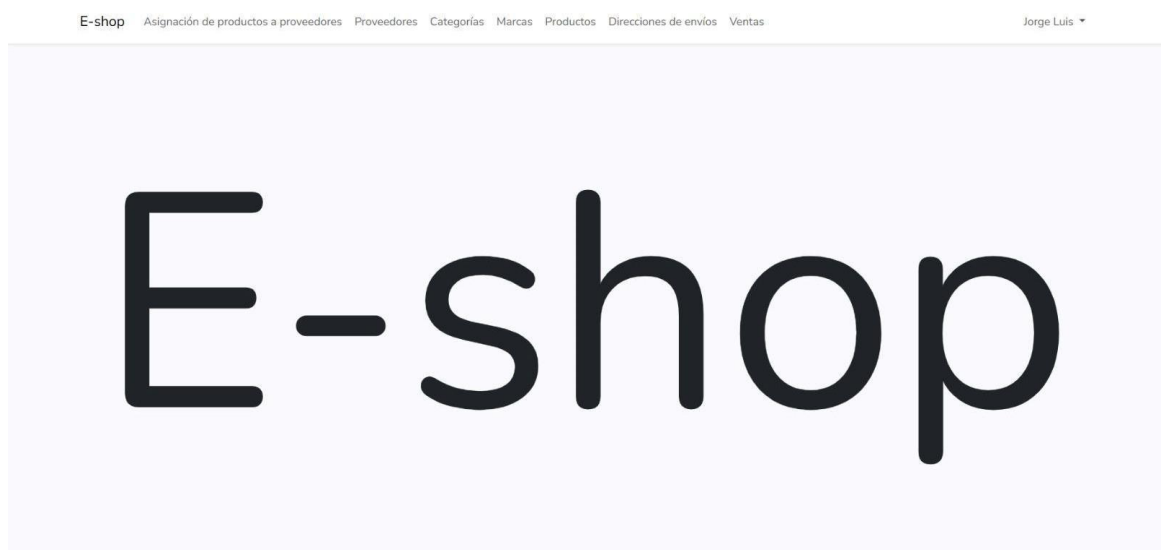 E-shop Asignación de productos a proveedores Proveedores Categorías Marcas Productos Direcciones de envíos Ventas Jorge Luis
E-shop